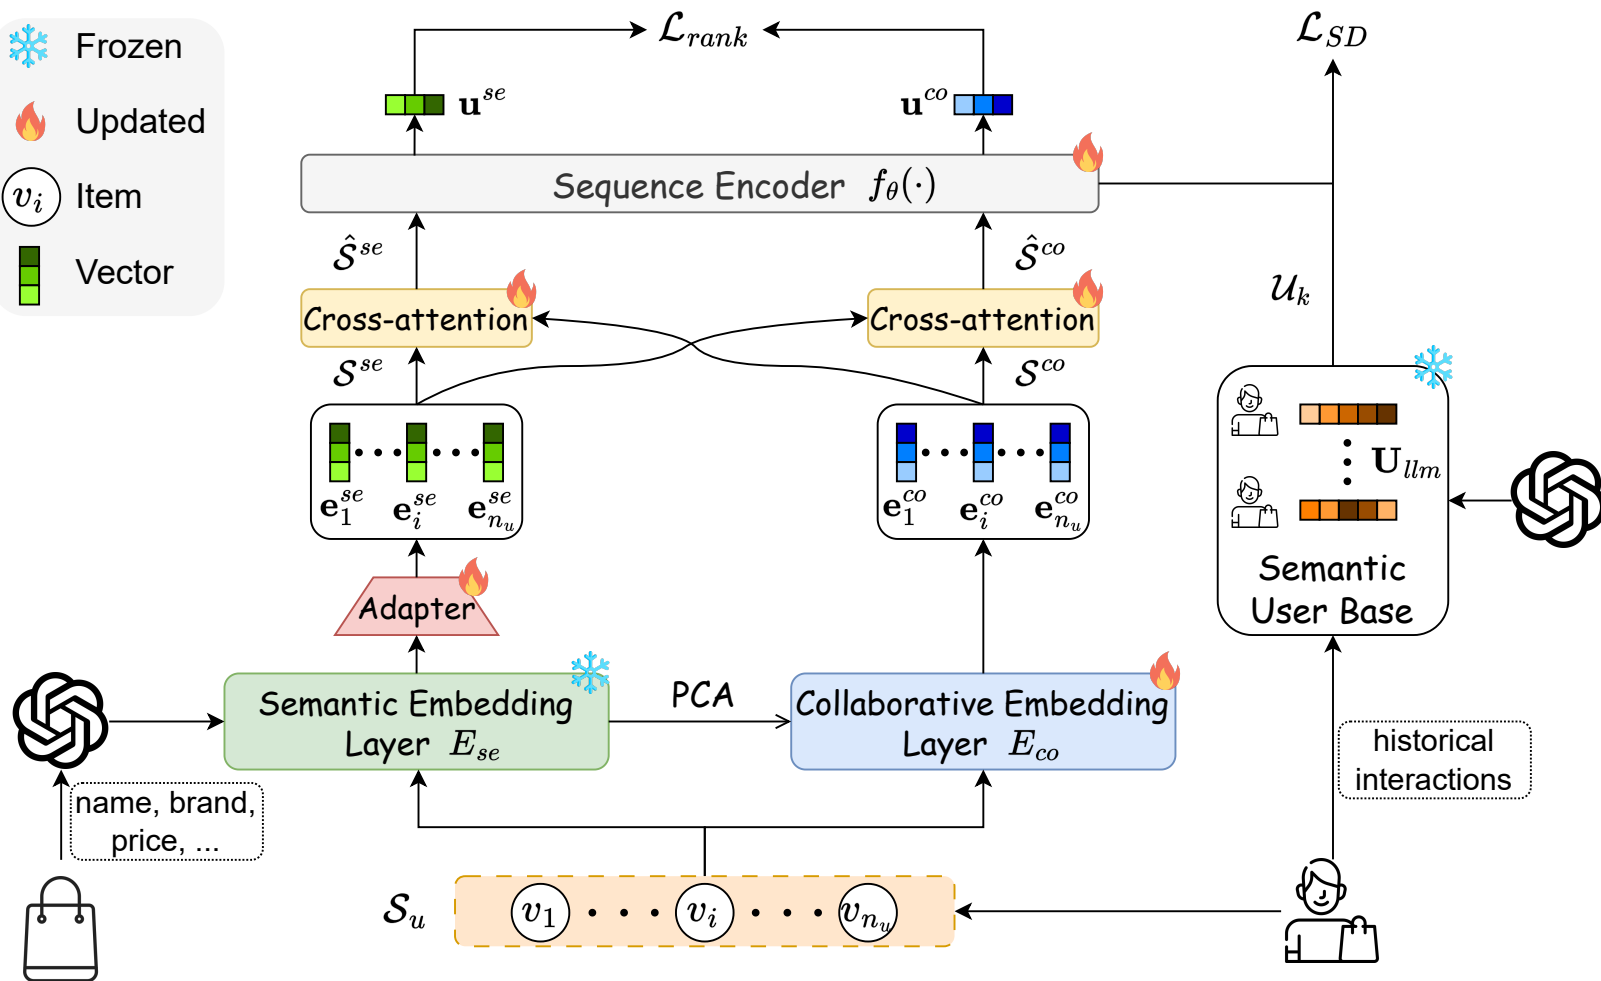 Frozen
Updated
v_i Item
Vector
ℒ_rank
ℒ_SD
u^se
u^co
Sequence Encoder f_θ(·)
Ŝ^se
Ŝ^co
𝒰_k
Cross-attention
Cross-attention
S^se
S^co
e_1^se e_i^se e_{n_u}^se
e_1^co e_i^co e_{n_u}^co
U_llm
Semantic
User Base
Adapter
Semantic Embedding
Layer E_se
PCA
Collaborative Embedding
Layer E_co
historical
interactions
name, brand,
price, ...
S_u
v_1 v_i v_{n_u}